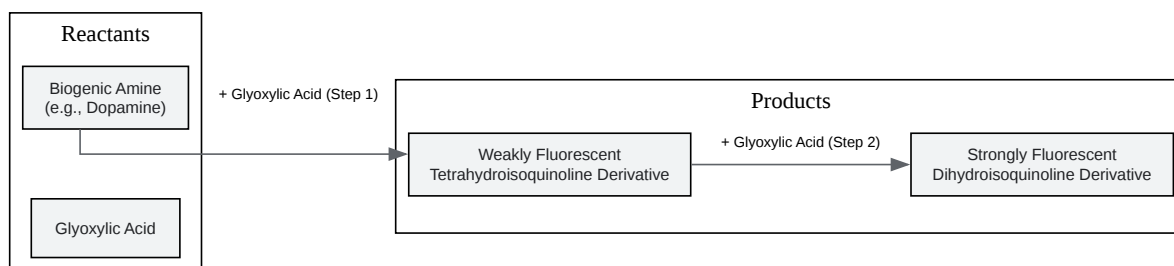 Reactants
Biogenic Amine
(e.g., Dopamine)
Glyoxylic Acid
+ Glyoxylic Acid (Step 1)
Products
Weakly Fluorescent
Tetrahydroisoquinoline Derivative
+ Glyoxylic Acid (Step 2)
Strongly Fluorescent
Dihydroisoquinoline Derivative